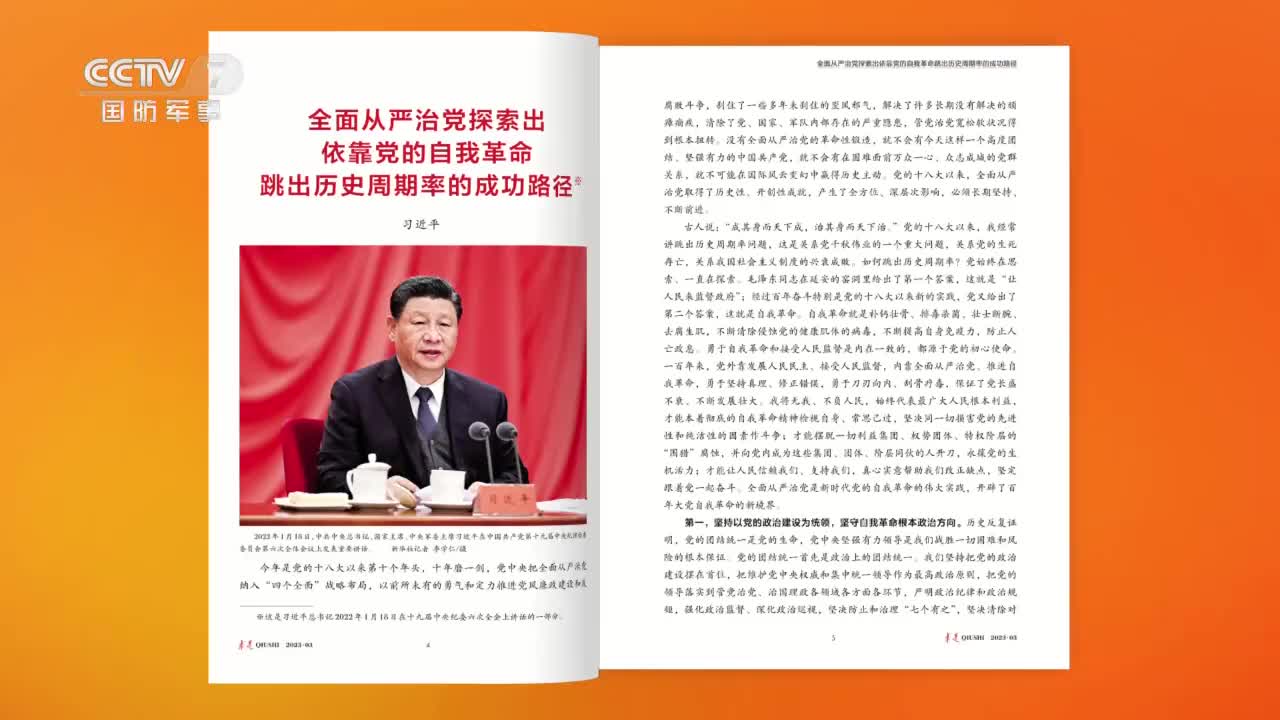 CCTV 7
国防军事
全面从严治党探索出
依靠党的自我革命
跳出历史周期率的成功路径※
习近平
习近平
2022年1月18日,中共中央总书记、国家主席、中央军委主席习近平在中国共产党第十九届中央纪律检查
委员会第六次全体会议上发表重要讲话。 新华社记者 李学仁/摄
今年是党的十八大以来第十个年头,十年磨一剑,党中央把全面从严治党
纳入“四个全面”战略布局,以前所未有的勇气和定力推进党风廉政建设和反
※这是习近平总书记2022年1月18日在十九届中央纪委六次全会上讲话的一部分。
求是 QIUSHI 2023·03
4
全面从严治党探索出依靠党的自我革命跳出历史周期率的成功路径
腐败斗争,刹住了一些多年未刹住的歪风邪气,解决了许多长期没有解决的顽
瘴痼疾,清除了党、国家、军队内部存在的严重隐患,管党治党宽松软状况得
到根本扭转。没有全面从严治党的革命性锻造,就不会有今天这样一个高度团
结、坚强有力的中国共产党,就不会有在困难面前万众一心、众志成城的党群
关系,就不可能在国际风云变幻中赢得历史主动。党的十八大以来,全面从严
治党取得了历史性、开创性成就,产生了全方位、深层次影响,必须长期坚持、
不断前进。
古人说:“成其身而天下成,治其身而天下治。”党的十八大以来,我经常
讲跳出历史周期率问题,这是关系党千秋伟业的一个重大问题,关系党的生死
存亡,关系我国社会主义制度的兴衰成败。如何跳出历史周期率?党始终在思
索、一直在探索。毛泽东同志在延安的窑洞里给出了第一个答案,这就是“让
人民来监督政府”;经过百年奋斗特别是党的十八大以来新的实践,党又给出了
第二个答案,这就是自我革命。自我革命就是补钙壮骨、排毒杀菌、壮士断腕、
去腐生肌,不断清除侵蚀党的健康肌体的病毒,不断提高自身免疫力,防止人
亡政息。勇于自我革命和接受人民监督是内在一致的,都源于党的初心使命。
一百年来,党外靠发展人民民主、接受人民监督,内靠全面从严治党、推进自
我革命,勇于坚持真理、修正错误,勇于刀刃向内、刮骨疗毒,保证了党长盛
不衰、不断发展壮大。我将无我、不负人民,始终代表最广大人民根本利益,
才能本着彻底的自我革命精神检视自身、常思己过,坚决同一切损害党的先进
性和纯洁性的因素作斗争;才能摆脱一切利益集团、权势团体、特权阶层的
“围猎”腐蚀,并向党内成为这些集团、团体、阶层同伙的人开刀,永葆党的生
机活力;才能让人民信赖我们、支持我们,真心实意帮助我们改正缺点,坚定
跟着党一起奋斗。全面从严治党是新时代党的自我革命的伟大实践,开辟了百
年大党自我革命的新境界。
第一,坚持以党的政治建设为统领,坚守自我革命根本政治方向。历史反复证
明,党的团结统一是党的生命,党中央坚强有力领导是我们战胜一切困难和风
险的根本保证。党的团结统一首先是政治上的团结统一。我们坚持把党的政治
建设摆在首位,把维护党中央权威和集中统一领导作为最高政治原则,把党的
领导落实到管党治党、治国理政各领域各方面各环节,严明政治纪律和政治规
矩,强化政治监督、深化政治巡视,坚决防止和治理“七个有之”,坚决清除对
5
求是 QIUSHI 2023·03